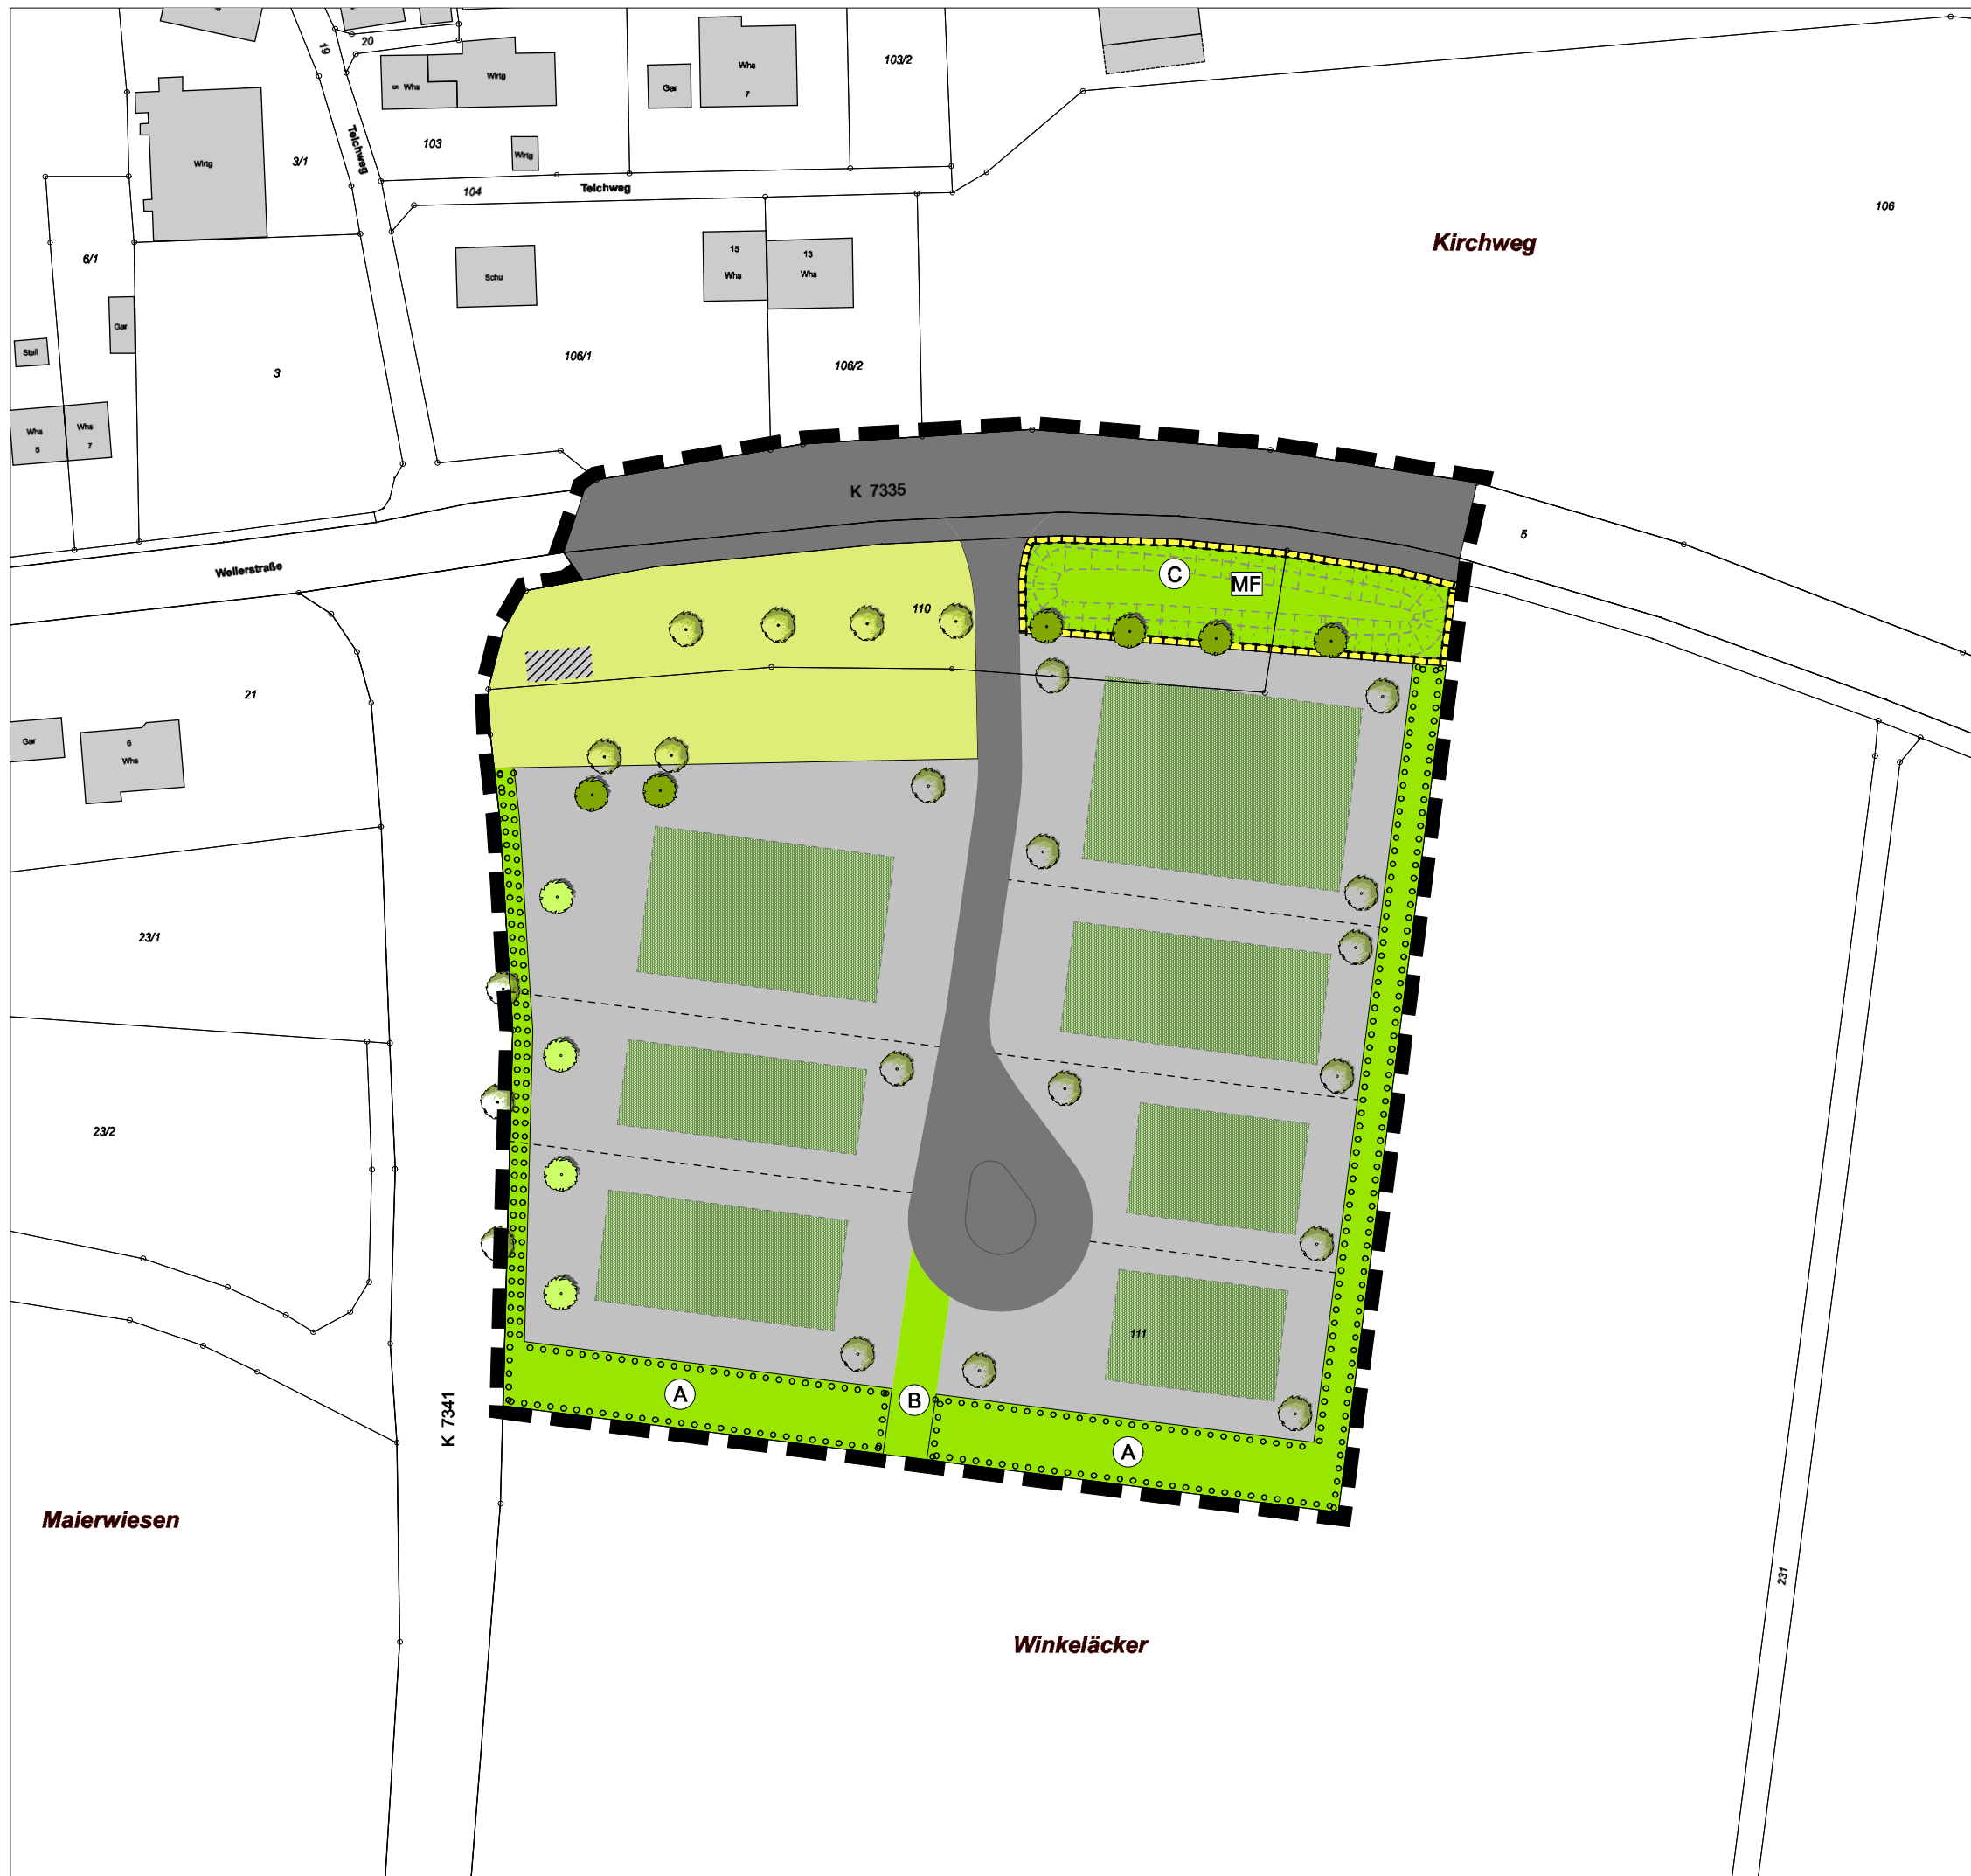 19
20
5 Whs
Wirtg
Gar
Whs
7
103/2
Wirtg
3/1
Teichweg
103
Wirtg
104
Teichweg
106
Kirchweg
6/1
15
Whs
13
Whs
Schu
Gar
Stall
3
106/1
106/2
Whs
5
Whs
7
K 7335
5
Weilerstraße
C
MF
110
21
Gar
6
Whs
23/1
23/2
111
A
B
A
K 7341
Maierwiesen
Winkeläcker
231